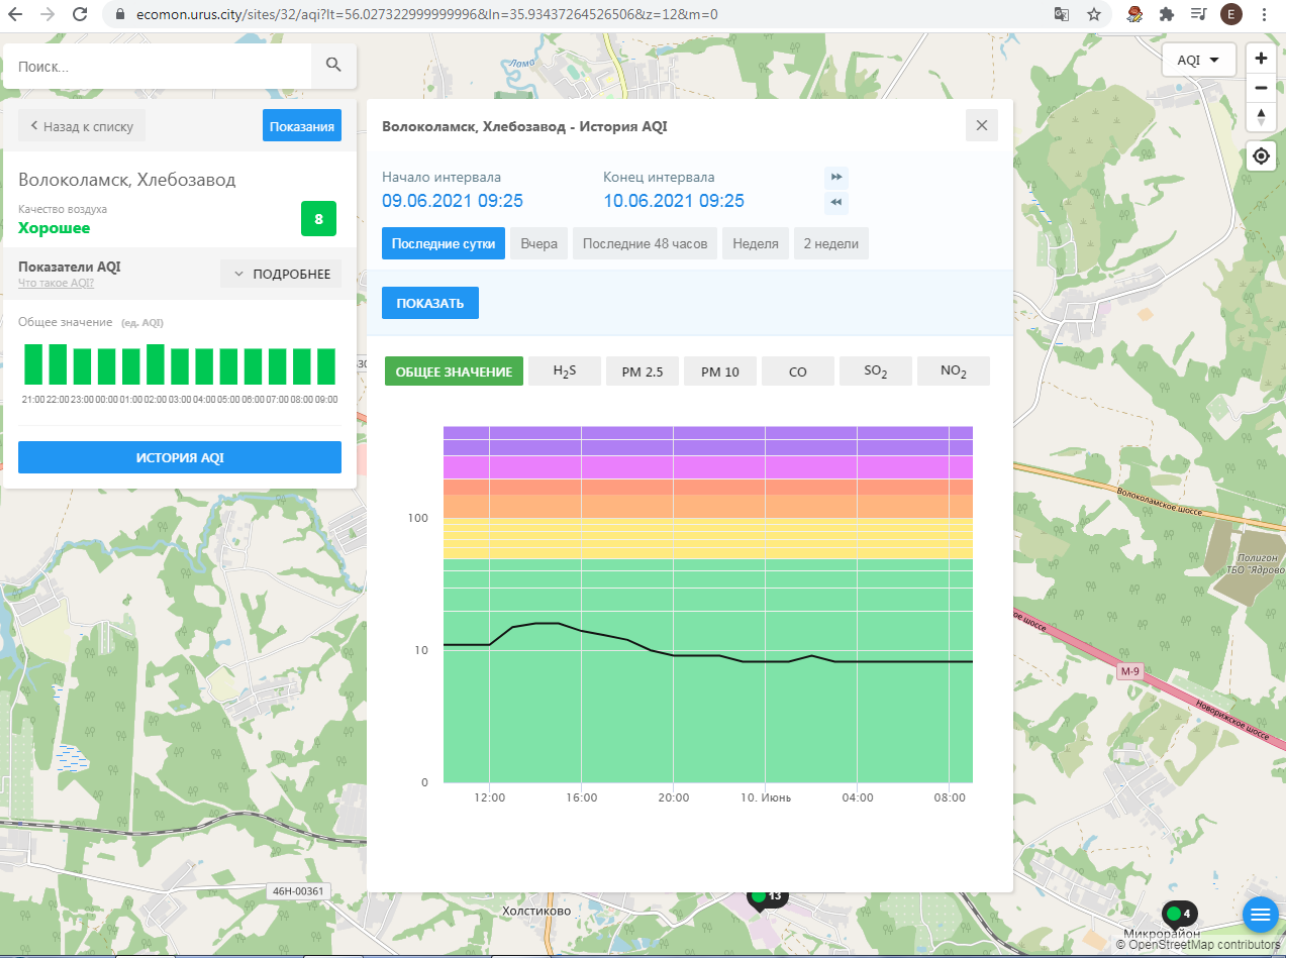 ecomon.urus.city/sites/32/aqi?lt=56.027322999999996&ln=35.93437264526506&z=12&m=0
E
Поиск...
AQI
Назад к списку
Показания
Волоколамск, Хлебозавод
Качество воздуха
Хорошее
8
Показатели AQI
Что такое AQI?
ПОДРОБНЕЕ
Общее значение (ед. AQI)
21:00 22:00 23:00 00:00 01:00 02:00 03:00 04:00 05:00 06:00 07:00 08:00 09:00
ИСТОРИЯ AQI
Волоколамск, Хлебозавод - История AQI
Начало интервала
Конец интервала
09.06.2021 09:25
10.06.2021 09:25
Последние сутки
Вчера
Последние 48 часов
Неделя
2 недели
ПОКАЗАТЬ
ОБЩЕЕ ЗНАЧЕНИЕ
H₂S
PM 2.5
PM 10
CO
SO₂
NO₂
100
10
0
12:00
16:00
20:00
10. Июнь
04:00
08:00
Лама
Волоколамское шоссе
Полигон
ТБО "Ядрово
ое шоссе
М-9
Новорижское шоссе
46Н-00361
Холстиково
13
4
Микрорайон
© OpenStreetMap contributors